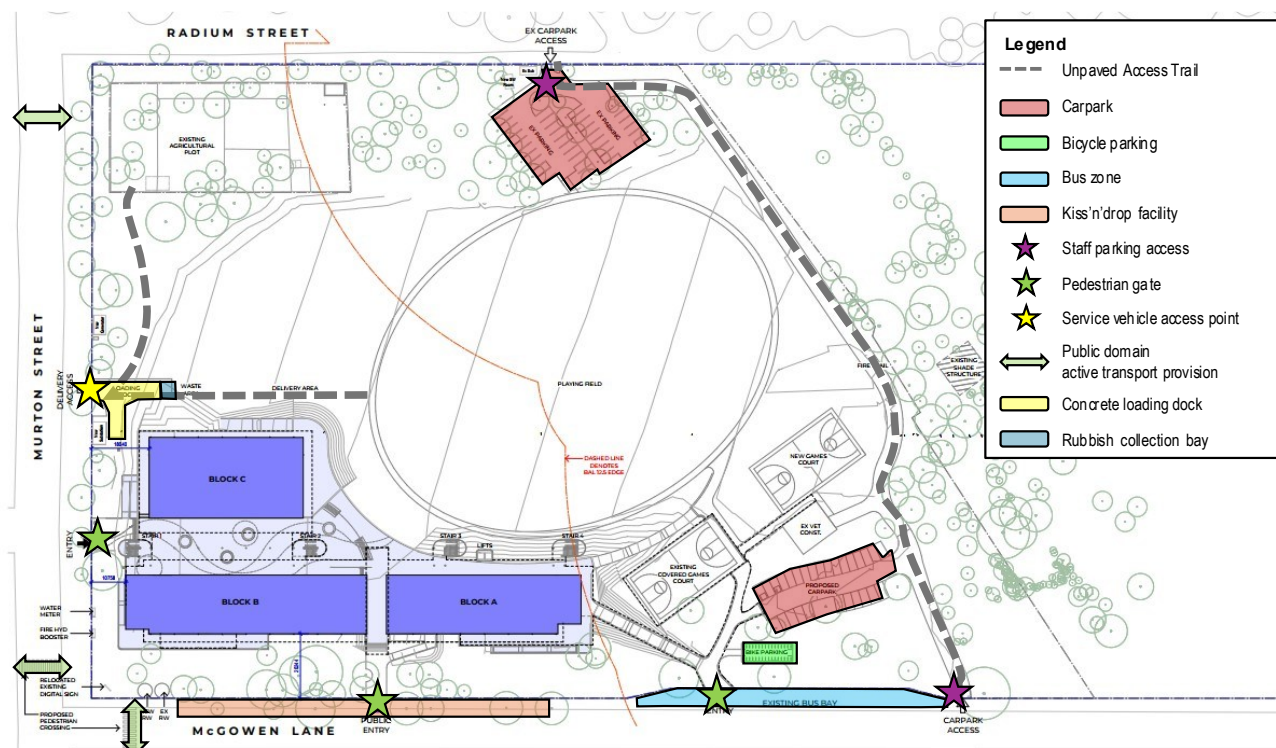 RADIUM STREET
EX CARPARK
ACCESS
EX PARKING
EX PARKING
EXISTING
AGRICULTURAL
PLOT
Legend
Unpaved Access Trail
Carpark
Bicycle parking
Bus zone
Kiss'n'drop facility
Staff parking access
Pedestrian gate
Service vehicle access point
Public domain
active transport provision
Concrete loading dock
Rubbish collection bay
MURTON STREET
DELIVERY
ACCESS
LOADING
WASTE
DELIVERY AREA
PLAYING FIELD
EXISTING
SHADE
STRUCTURE
DASHED LINE
DENOTES
BAL 12.5 EDGE
NEW GAMES
COURT
BLOCK C
ENTRY
STAIR 1
STAIR 2
STAIR 3
LIFTS
STAIR 4
EX VET
CONST.
EXISTING
COVERED GAMES
COURT
PROPOSED
CARPARK
10758
BLOCK B
BLOCK A
WATER
METER
FIRE HYD
BOOSTER
BIKE PARKING
RELOCATED
EXISTING
DIGITAL SIGN
PROPOSED
PEDESTRIAN
CROSSING
RW
EX
RW
PUBLIC
ENTRY
McGOWEN LANE
ENTRY
EXISTING BUS BAY
CARPARK
ACCESS